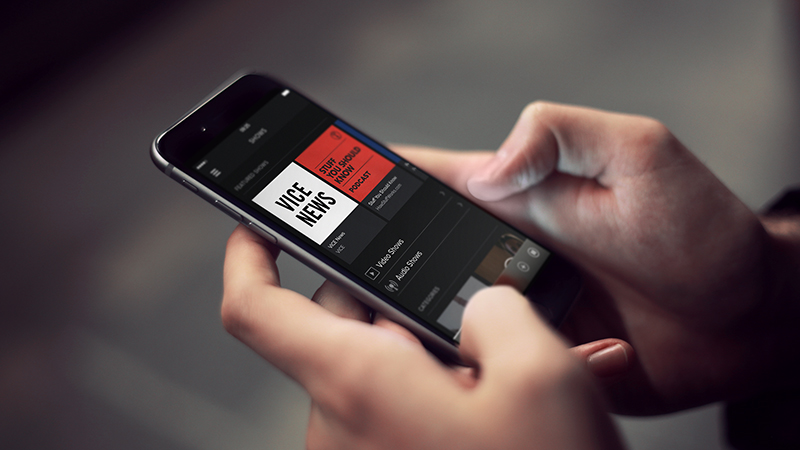 SHOWS
FEATURED SHOWS
VICE
NEWS
STUFF
YOU SHOULD
KNOW
PODCAST
VICE News
VICE
Stuff You Should Know
HowStuffWorks.com
Video Shows
Audio Shows
CATEGORIES